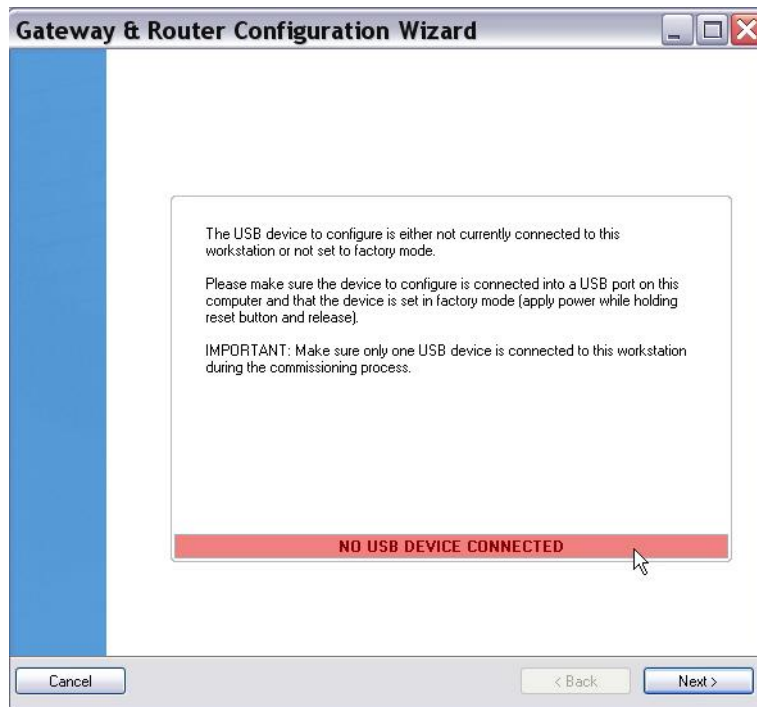 Gateway & Router Configuration Wizard
The USB device to configure is either not currently connected to this
workstation or not set to factory mode.
Please make sure the device to configure is connected into a USB port on this
computer and that the device is set in factory mode (apply power while holding
reset button and release).
IMPORTANT: Make sure only one USB device is connected to this workstation
during the commissioning process.
NO USB DEVICE CONNECTED
Cancel
< Back
Next >